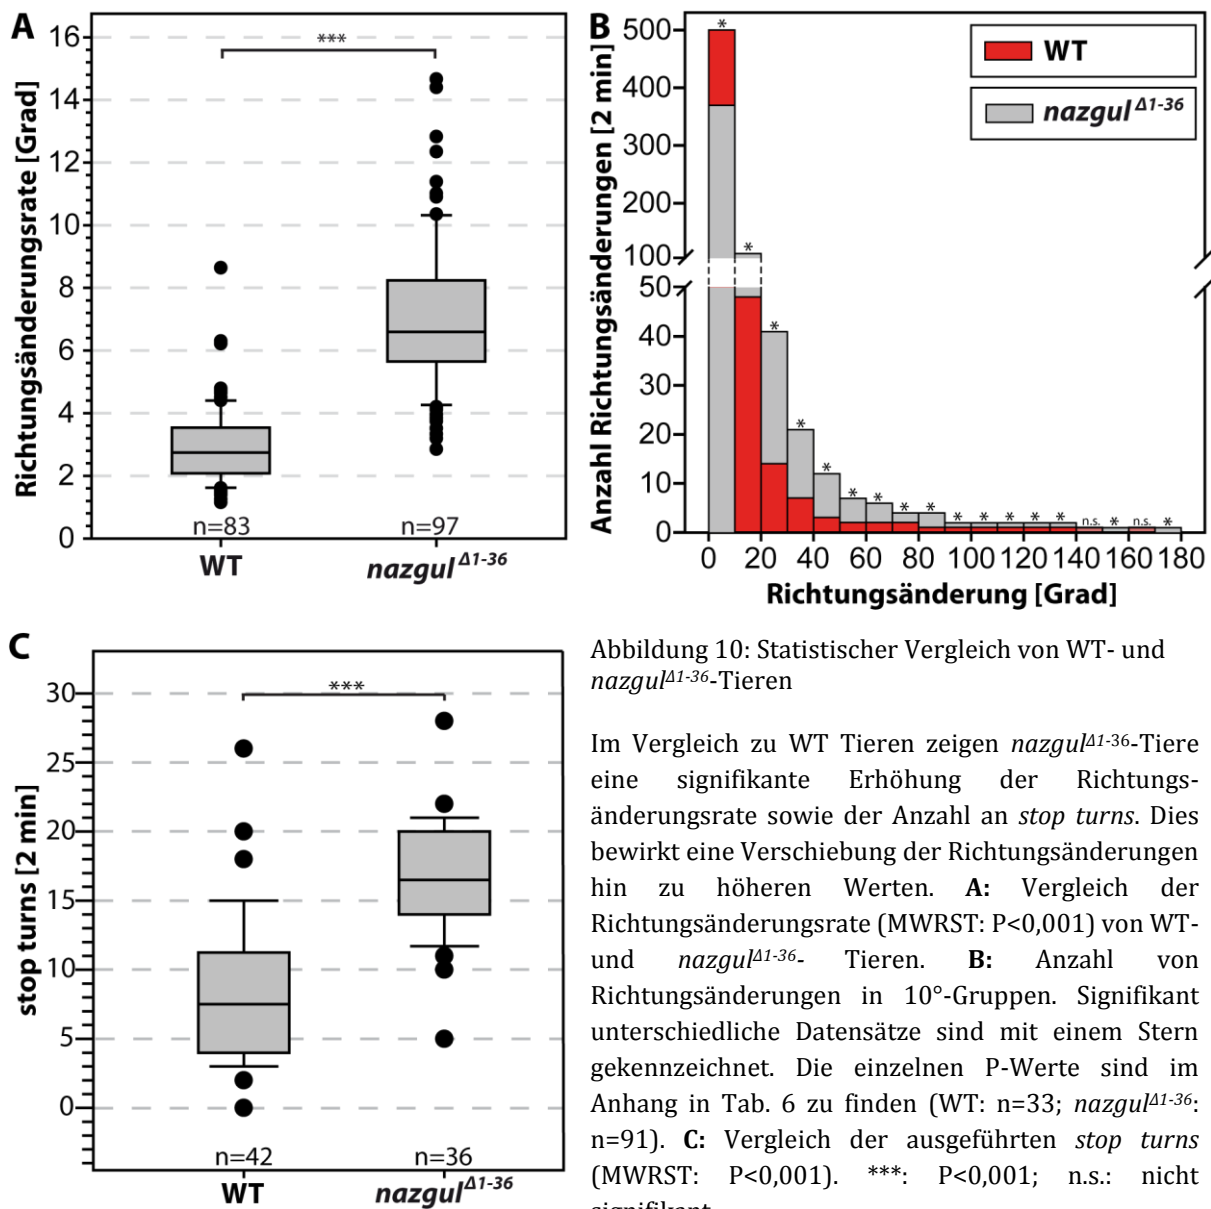 A
Richtungsänderungsrate [Grad]
16
14
12
10
8
6
4
2
0
***
n=83
n=97
WT
nazgul Δ1-36
B
Anzahl Richtungsänderungen [2 min]
500
400
300
200
100
50
40
30
20
10
0
*
*
*
*
*
*
*
*
*
*
*
*
*
*
n.s.
*
n.s.
*
WT
nazgul Δ1-36
0 20 40 60 80 100 120 140 160 180
Richtungsänderung [Grad]
C
stop turns [2 min]
30
25
20
15
10
5
0
***
n=42
n=36
WT
nazgul Δ1-36
Abbildung 10: Statistischer Vergleich von WT- und
nazgulΔ1-36-Tieren
Im Vergleich zu WT Tieren zeigen nazgulΔ1-36-Tiere
eine signifikante Erhöhung der Richtungs-
änderungsrate sowie der Anzahl an stop turns. Dies
bewirkt eine Verschiebung der Richtungsänderungen
hin zu höheren Werten. A: Vergleich der
Richtungsänderungsrate (MWRST: P<0,001) von WT-
und nazgulΔ1-36- Tieren. B: Anzahl von
Richtungsänderungen in 10°-Gruppen. Signifikant
unterschiedliche Datensätze sind mit einem Stern
gekennzeichnet. Die einzelnen P-Werte sind im
Anhang in Tab. 6 zu finden (WT: n=33; nazgulΔ1-36:
n=91). C: Vergleich der ausgeführten stop turns
(MWRST: P<0,001). ***: P<0,001; n.s.: nicht